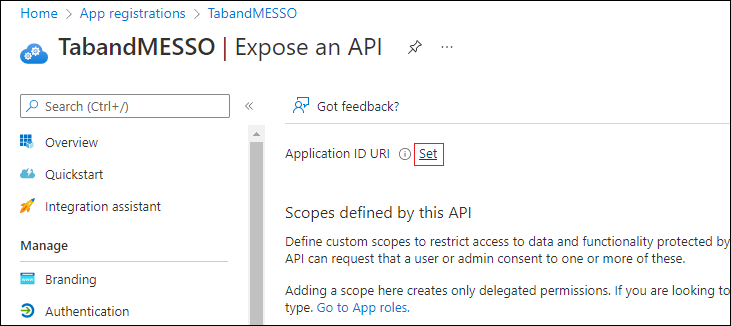 Home > App registrations > TabandMESSO
TabandMESSO | Expose an API
Search (Ctrl+/)
Overview
Quickstart
Integration assistant
Manage
Branding
Authentication
Got feedback?
Application ID URI Set
Scopes defined by this API
Define custom scopes to restrict access to data and functionality protected by
API can request that a user or admin consent to one or more of these.
Adding a scope here creates only delegated permissions. If you are looking to
type. Go to App roles.